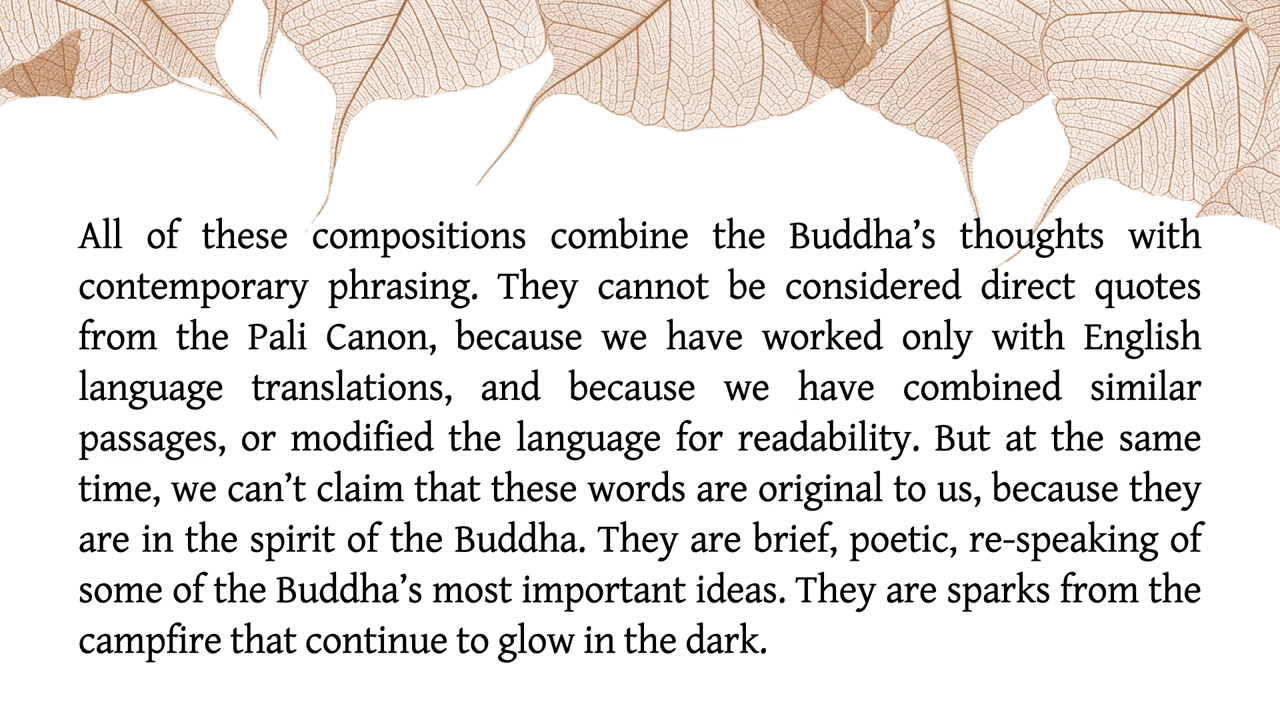 All of these compositions combine the Buddha’s thoughts with
contemporary phrasing. They cannot be considered direct quotes
from the Pali Canon, because we have worked only with English
language translations, and because we have combined similar
passages, or modified the language for readability. But at the same
time, we can’t claim that these words are original to us, because they
are in the spirit of the Buddha. They are brief, poetic, re-speaking of
some of the Buddha’s most important ideas. They are sparks from the
campfire that continue to glow in the dark.